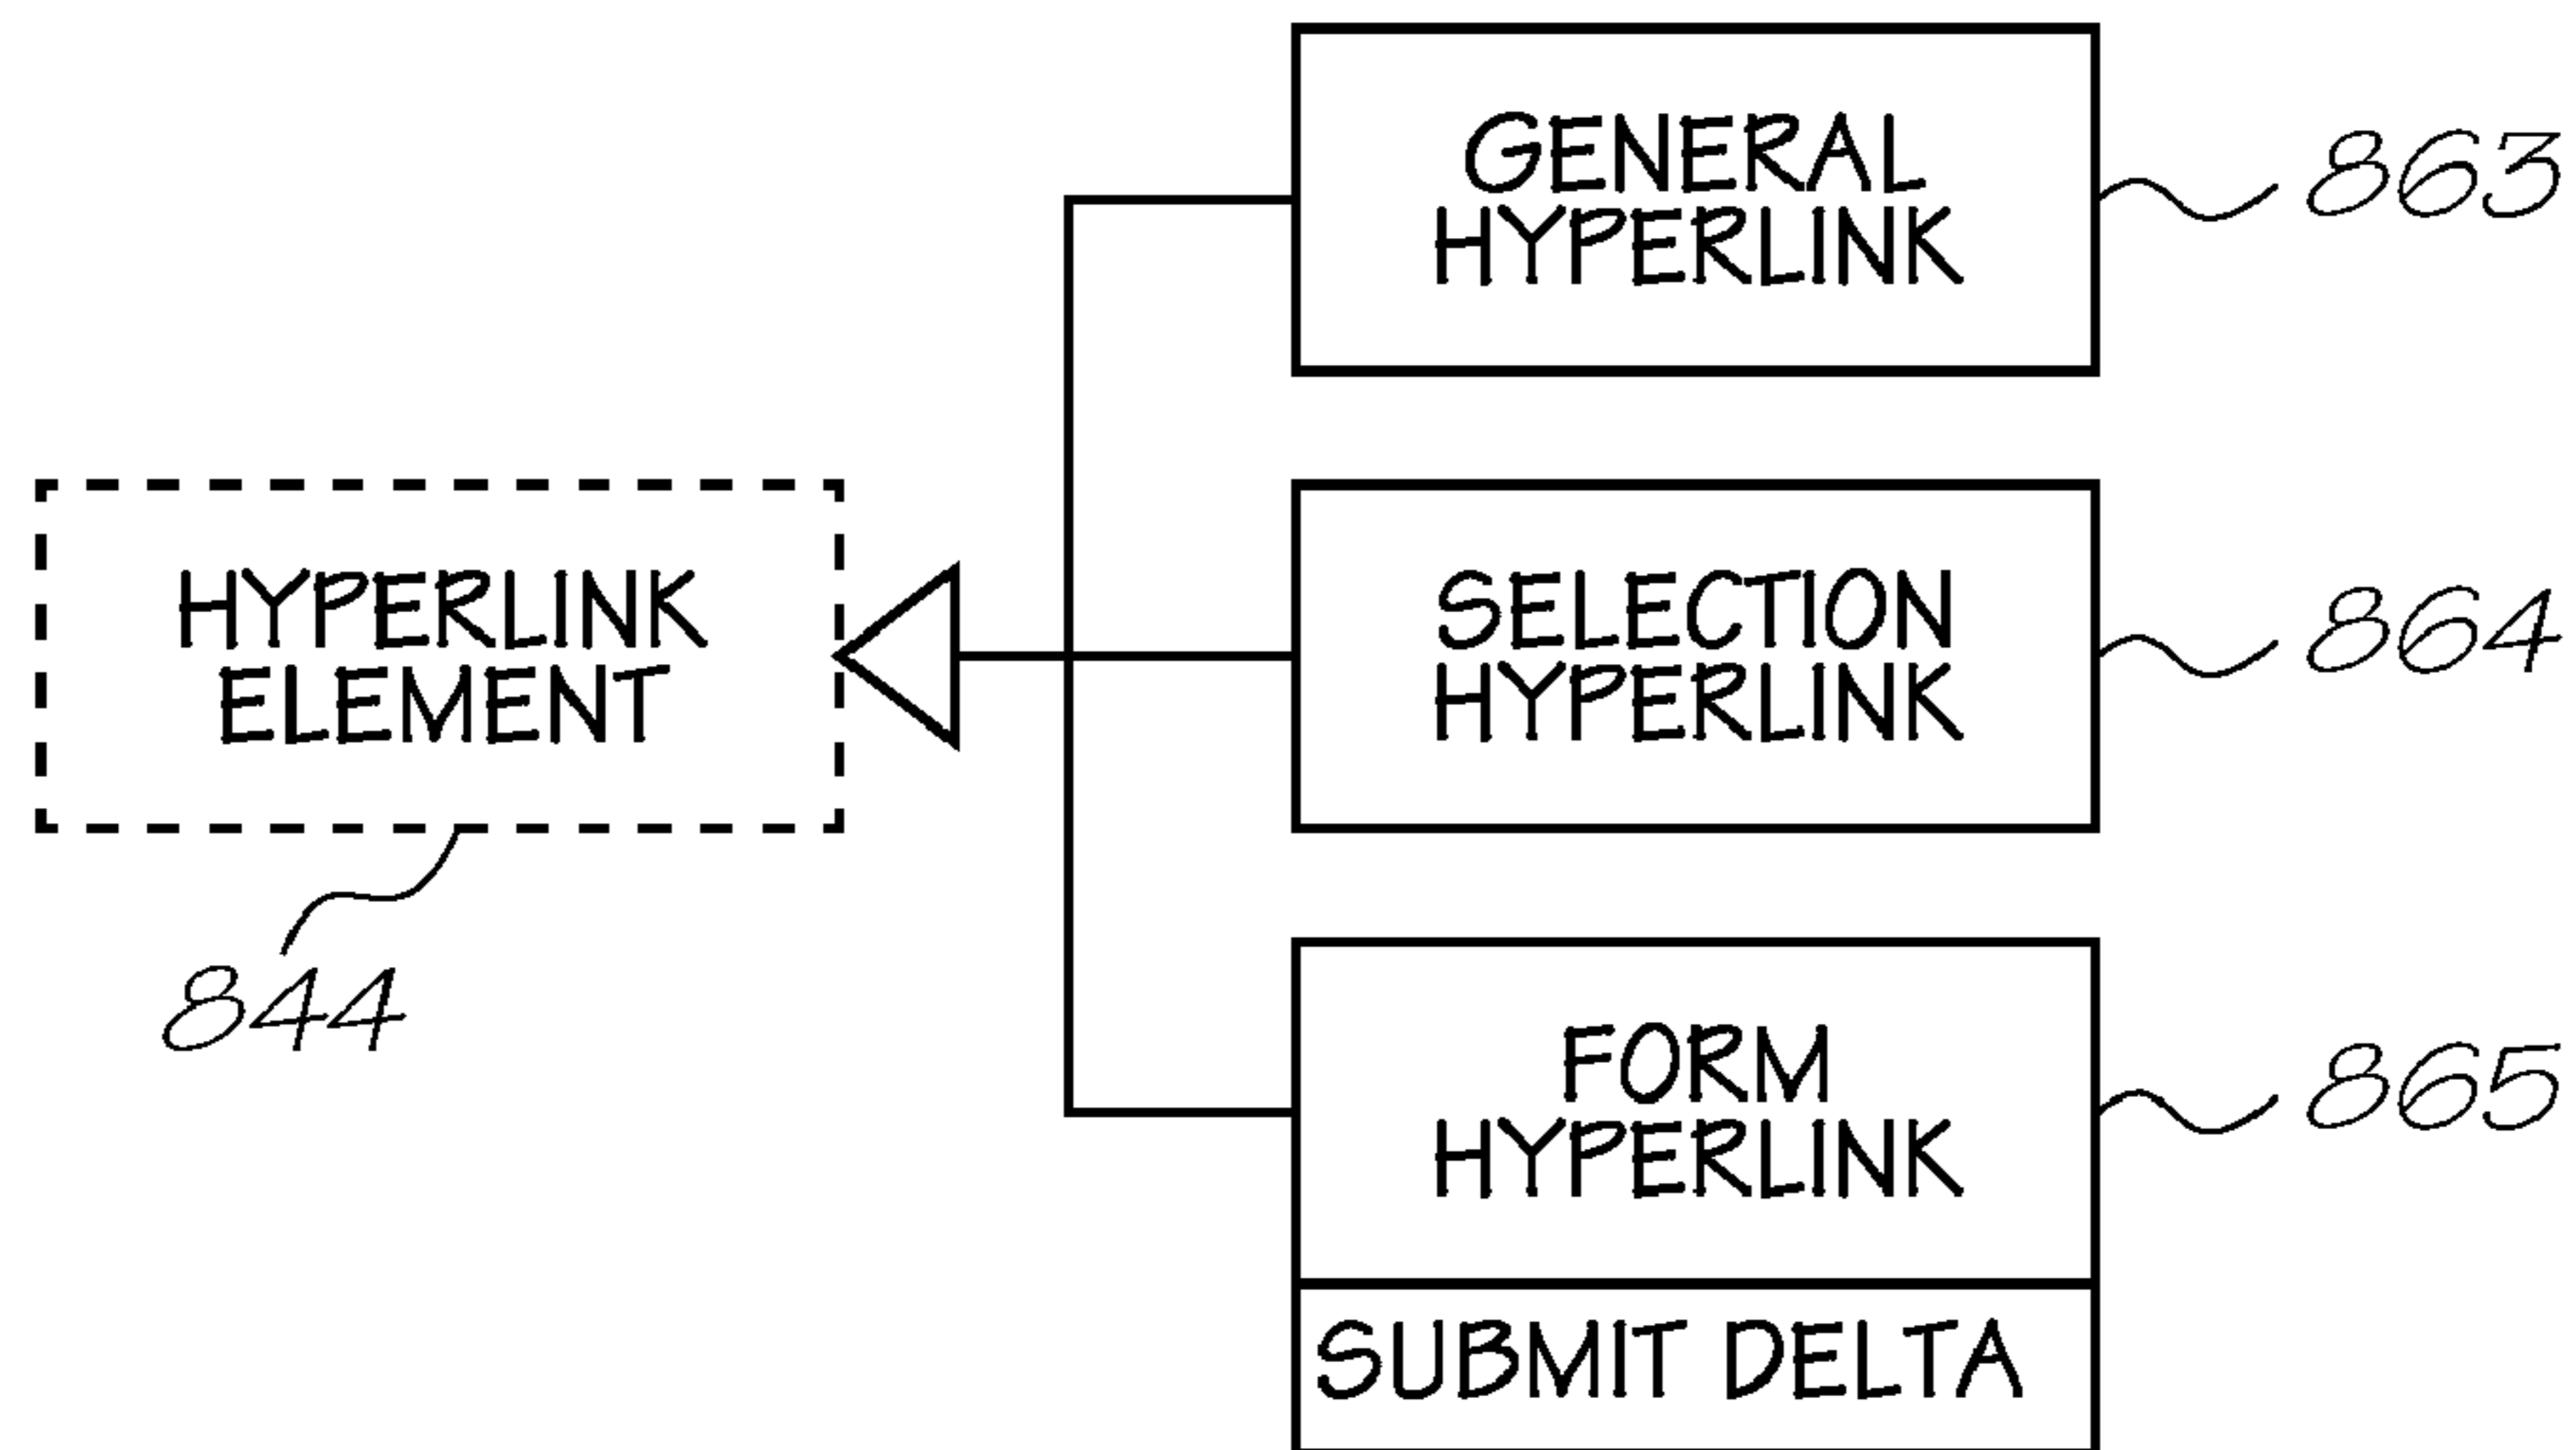 GENERAL
HYPERLINK
863
HYPERLINK
ELEMENT
844
SELECTION
HYPERLINK
864
FORM
HYPERLINK
865
SUBMIT DELTA